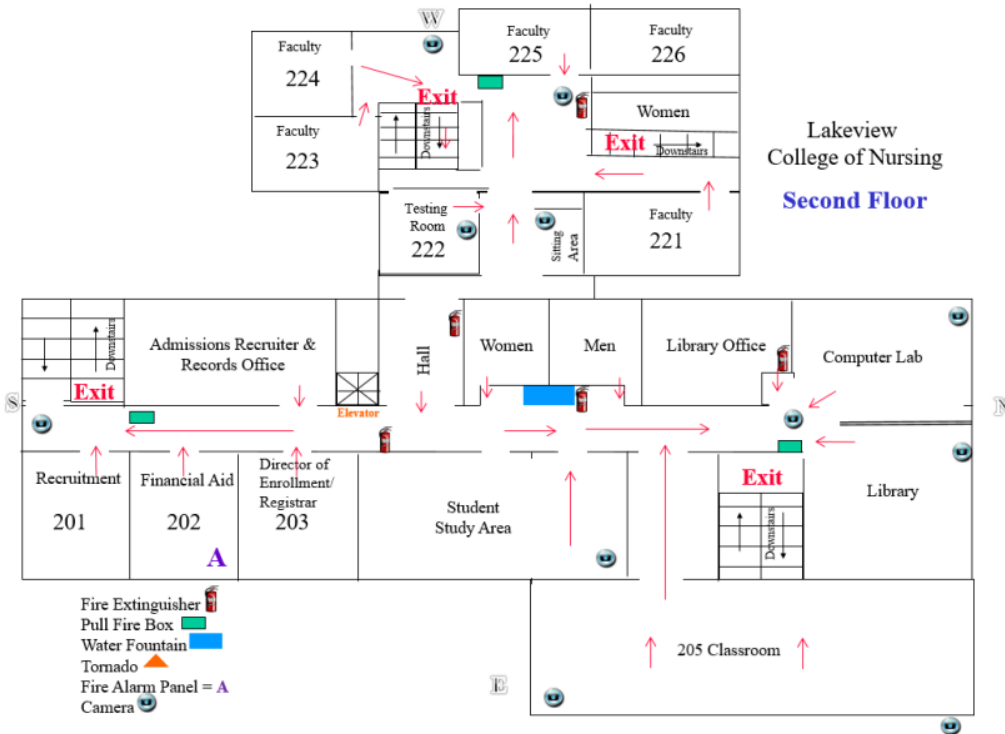 W
Faculty
224
Faculty
225
Faculty
226
Exit
Downstairs
Women
Exit
Downstairs
Faculty
223
Lakeview
College of Nursing
Second Floor
Testing
Room
222
Sitting
Area
Faculty
221
Downstairs
Exit
Admissions Recruiter &
Records Office
Elevator
Hall
Women
Men
Library Office
Computer Lab
S
N
Recruitment
201
Financial Aid
202
Director of
Enrollment/
Registrar
203
Student
Study Area
Exit
Downstairs
Library
A
Fire Extinguisher
Pull Fire Box
Water Fountain
Tornado
Fire Alarm Panel = A
Camera
205 Classroom
E